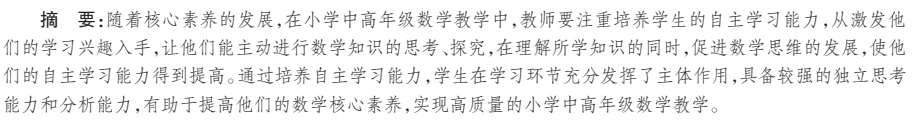 摘　要:随着核心素养的发展,在小学中高年级数学教学中,教师要注重培养学生的自主学习能力,从激发他
们的学习兴趣入手,让他们能主动进行数学知识的思考、探究,在理解所学知识的同时,促进数学思维的发展,使他
们的自主学习能力得到提高。通过培养自主学习能力,学生在学习环节充分发挥了主体作用,具备较强的独立思考
能力和分析能力,有助于提高他们的数学核心素养,实现高质量的小学中高年级数学教学。